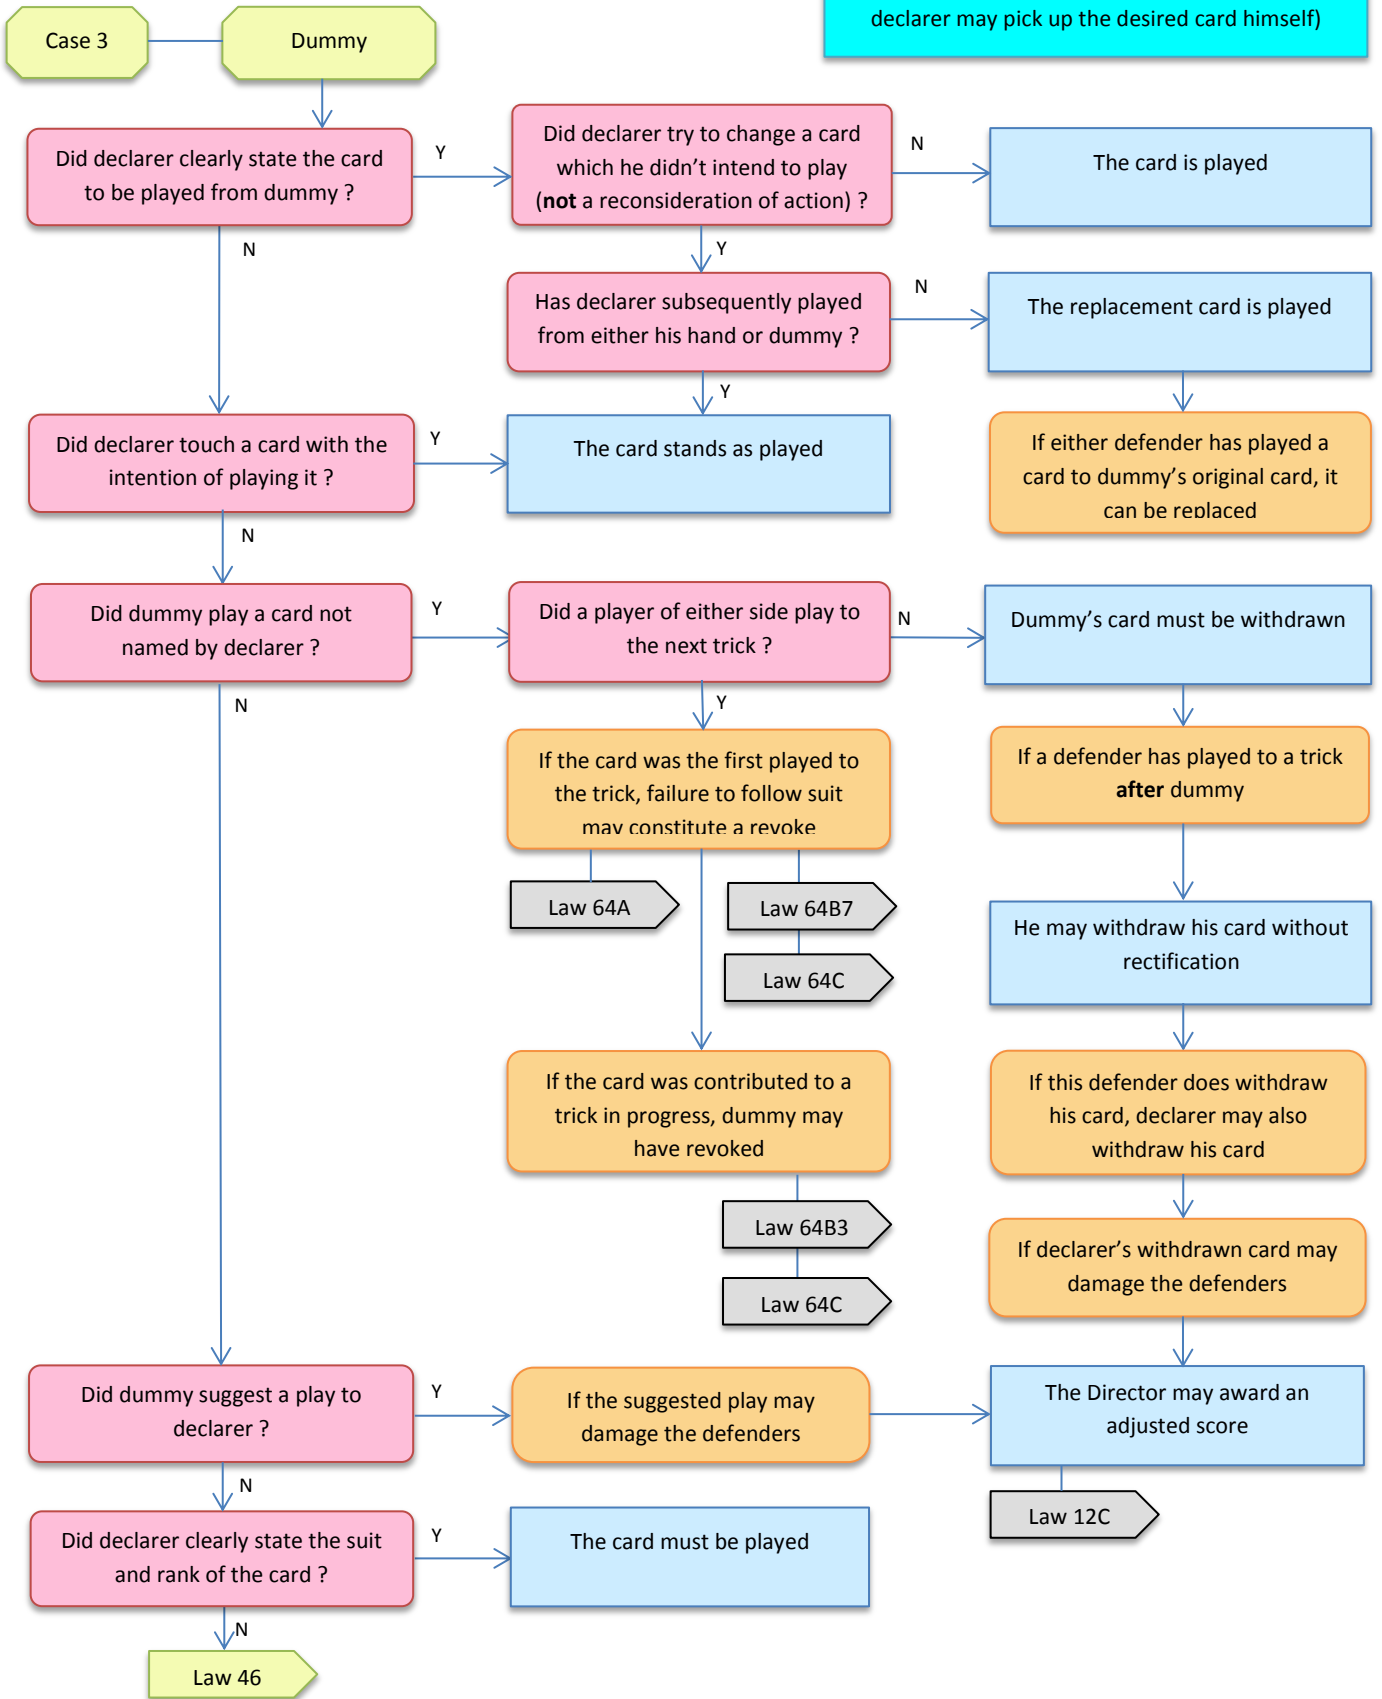 declarer may pick up the desired card himself)
Case 3
Dummy
Did declarer clearly state the card
to be played from dummy ?
Y
Did declarer try to change a card
which he didn’t intend to play
(not a reconsideration of action) ?
N
The card is played
N
Y
Has declarer subsequently played
from either his hand or dummy ?
N
The replacement card is played
Y
Did declarer touch a card with the
intention of playing it ?
Y
The card stands as played
If either defender has played a
card to dummy’s original card, it
can be replaced
N
Did dummy play a card not
named by declarer ?
Y
Did a player of either side play to
the next trick ?
N
Dummy’s card must be withdrawn
N
Y
If the card was the first played to
the trick, failure to follow suit
may constitute a revoke
If a defender has played to a trick
after dummy
Law 64A
Law 64B7
He may withdraw his card without
rectification
Law 64C
If the card was contributed to a
trick in progress, dummy may
have revoked
If this defender does withdraw
his card, declarer may also
withdraw his card
Law 64B3
If declarer’s withdrawn card may
damage the defenders
Law 64C
Did dummy suggest a play to
declarer ?
Y
If the suggested play may
damage the defenders
The Director may award an
adjusted score
N
Law 12C
Did declarer clearly state the suit
and rank of the card ?
Y
The card must be played
N
Law 46